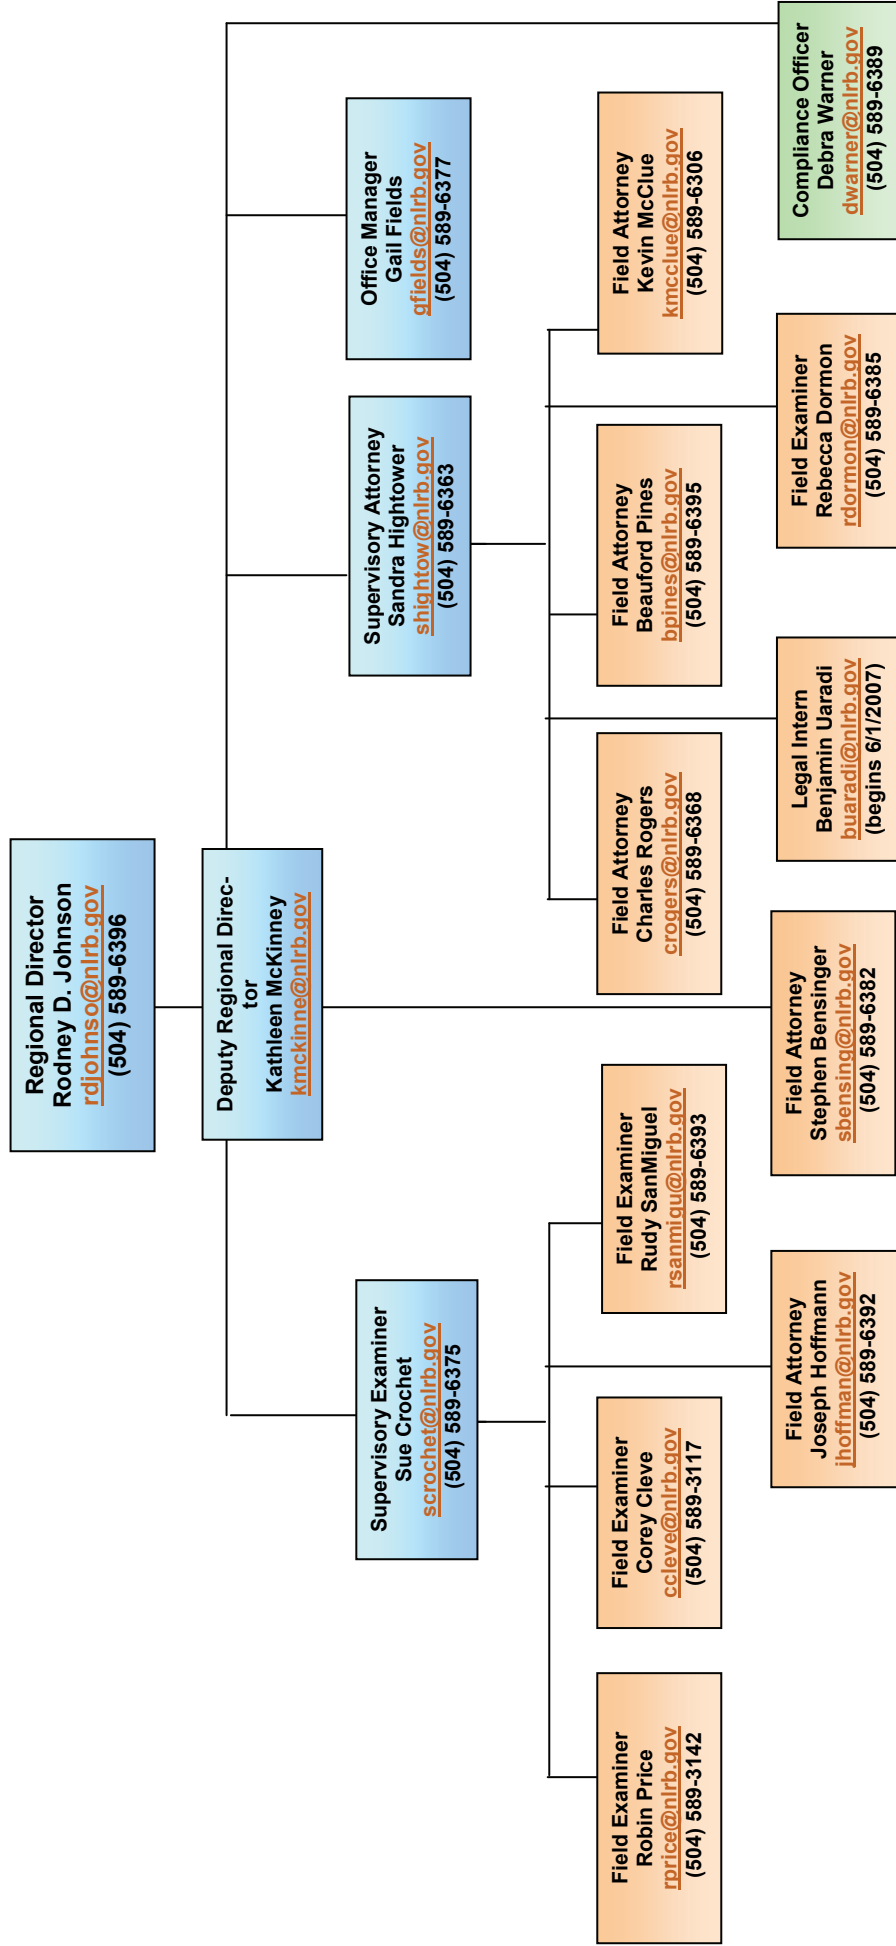 Regional Director
Rodney D. Johnson
rdjohnso@nlrb.gov
(504) 589-6396
Deputy Regional Direc-
tor
Kathleen McKinney
kmckinne@nlrb.gov
Supervisory Examiner
Sue Crochet
scrochet@nlrb.gov
(504) 589-6375
Supervisory Attorney
Sandra Hightower
shightow@nlrb.gov
(504) 589-6363
Office Manager
Gail Fields
gfields@nlrb.gov
(504) 589-6377
Field Examiner
Robin Price
rprice@nlrb.gov
(504) 589-3142
Field Examiner
Corey Cleve
ccleve@nlrb.gov
(504) 589-3117
Field Examiner
Rudy SanMiguel
rsanmigu@nlrb.gov
(504) 589-6393
Field Attorney
Charles Rogers
crogers@nlrb.gov
(504) 589-6368
Field Attorney
Beauford Pines
bpines@nlrb.gov
(504) 589-6395
Field Attorney
Kevin McClue
kmcclue@nlrb.gov
(504) 589-6306
Field Attorney
Joseph Hoffmann
jhoffman@nlrb.gov
(504) 589-6392
Field Attorney
Stephen Bensinger
sbensing@nlrb.gov
(504) 589-6382
Legal Intern
Benjamin Uaradi
buaradi@nlrb.gov
(begins 6/1/2007)
Field Examiner
Rebecca Dormon
rdormon@nlrb.gov
(504) 589-6385
Compliance Officer
Debra Warner
dwarner@nlrb.gov
(504) 589-6389